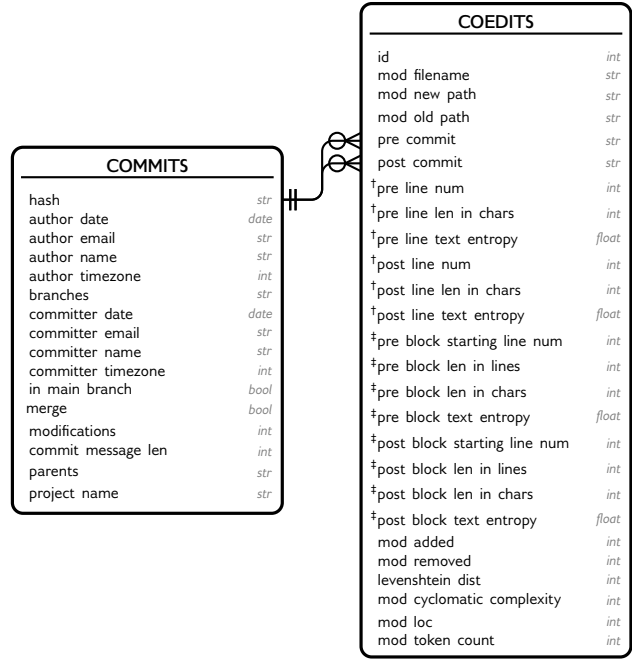 COMMITS
hash str
author date date
author email str
author name str
author timezone int
branches str
committer date date
committer email str
committer name str
committer timezone int
in main branch bool
merge bool
modifications int
commit message len int
parents str
project name str
COEDITS
id int
mod filename str
mod new path str
mod old path str
pre commit str
post commit str
†pre line num int
†pre line len in chars int
†pre line text entropy float
†post line num int
†post line len in chars int
†post line text entropy float
‡pre block starting line num int
‡pre block len in lines int
‡pre block len in chars int
‡pre block text entropy float
‡post block starting line num int
‡post block len in lines int
‡post block len in chars int
‡post block text entropy float
mod added int
mod removed int
levenshtein dist int
mod cyclomatic complexity int
mod loc int
mod token count int